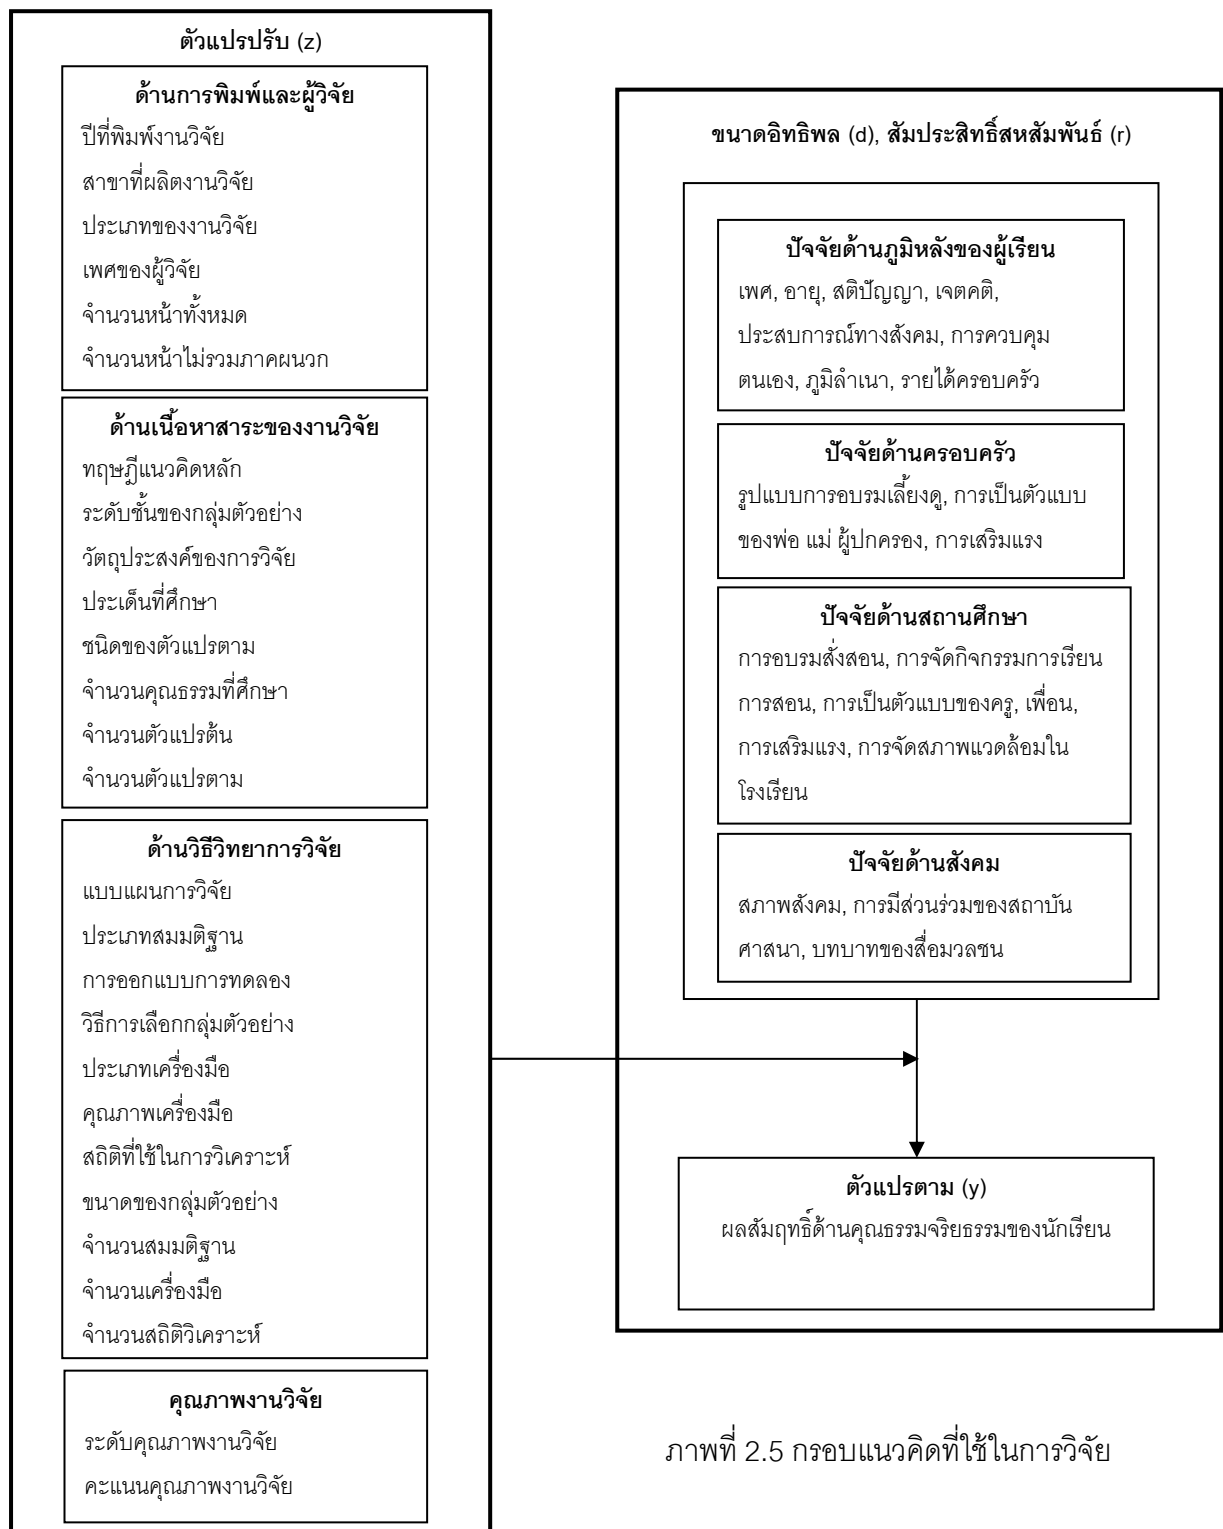 ตัวแปรปรับ (z)
ด้านการพิมพ์และผู้วิจัย
ปีที่พิมพ์งานวิจัย
สาขาที่ผลิตงานวิจัย
ประเภทของงานวิจัย
เพศของผู้วิจัย
จำนวนหน้าทั้งหมด
จำนวนหน้าไม่รวมภาคผนวก
ด้านเนื้อหาสาระของงานวิจัย
ทฤษฎีแนวคิดหลัก
ระดับชั้นของกลุ่มตัวอย่าง
วัตถุประสงค์ของการวิจัย
ประเด็นที่ศึกษา
ชนิดของตัวแปรตาม
จำนวนคุณธรรมที่ศึกษา
จำนวนตัวแปรต้น
จำนวนตัวแปรตาม
ด้านวิธีวิทยาการวิจัย
แบบแผนการวิจัย
ประเภทสมมติฐาน
การออกแบบการทดลอง
วิธีการเลือกกลุ่มตัวอย่าง
ประเภทเครื่องมือ
คุณภาพเครื่องมือ
สถิติที่ใช้ในการวิเคราะห์
ขนาดของกลุ่มตัวอย่าง
จำนวนสมมติฐาน
จำนวนเครื่องมือ
จำนวนสถิติวิเคราะห์
คุณภาพงานวิจัย
ระดับคุณภาพงานวิจัย
คะแนนคุณภาพงานวิจัย
ขนาดอิทธิพล (d), สัมประสิทธิ์สหสัมพันธ์ (r)
ปัจจัยด้านภูมิหลังของผู้เรียน
เพศ, อายุ, สติปัญญา, เจตคติ,
ประสบการณ์ทางสังคม, การควบคุม
ตนเอง, ภูมิลำเนา, รายได้ครอบครัว
ปัจจัยด้านครอบครัว
รูปแบบการอบรมเลี้ยงดู, การเป็นตัวแบบ
ของพ่อ แม่ ผู้ปกครอง, การเสริมแรง
ปัจจัยด้านสถานศึกษา
การอบรมสั่งสอน, การจัดกิจกรรมการเรียน
การสอน, การเป็นตัวแบบของครู, เพื่อน,
การเสริมแรง, การจัดสภาพแวดล้อมใน
โรงเรียน
ปัจจัยด้านสังคม
สภาพสังคม, การมีส่วนร่วมของสถาบัน
ศาสนา, บทบาทของสื่อมวลชน
ตัวแปรตาม (y)
ผลสัมฤทธิ์ด้านคุณธรรมจริยธรรมของนักเรียน
ภาพที่ 2.5 กรอบแนวคิดที่ใช้ในการวิจัย